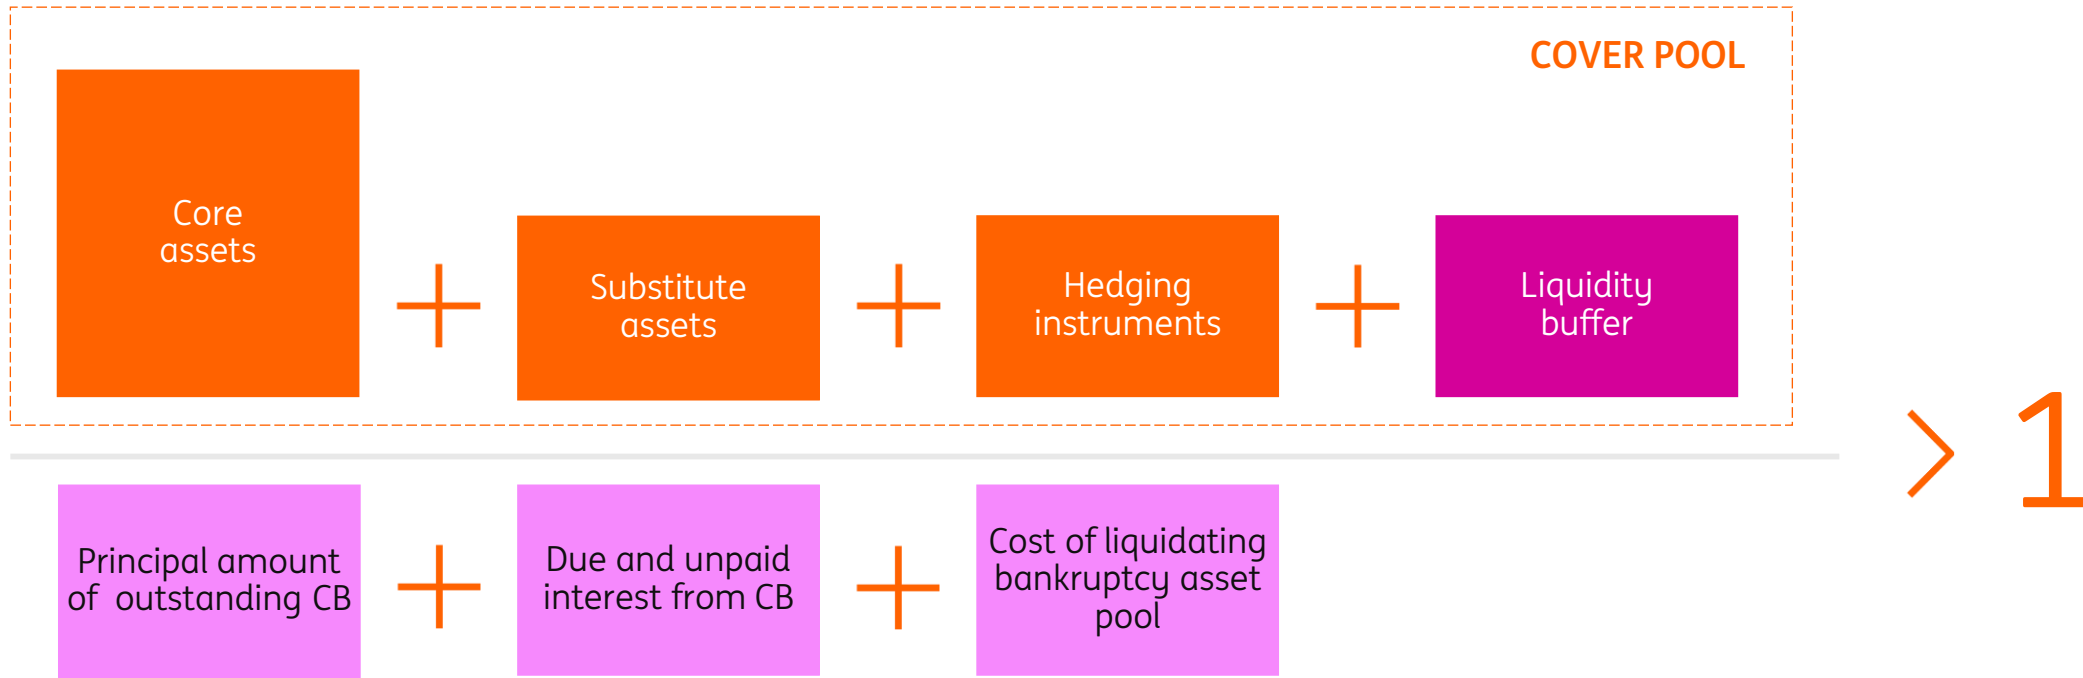 COVER POOL
Core
assets
+
Substitute
assets
+
Hedging
instruments
+
Liquidity
buffer
> 1
Principal amount
of outstanding CB
+
Due and unpaid
interest from CB
+
Cost of liquidating
bankruptcy asset
pool